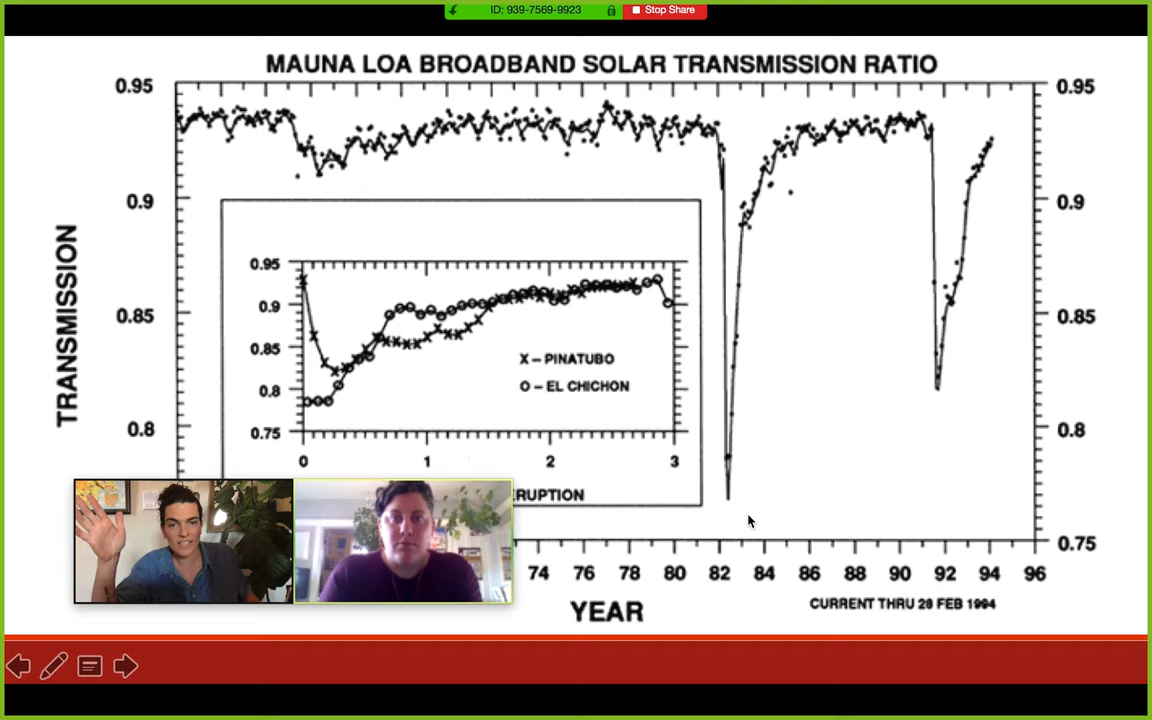 ID: 939-7569-9923
Stop Share
MAUNA LOA BROADBAND SOLAR TRANSMISSION RATIO
0.95
0.95
0.9
0.9
0.85
0.85
0.8
0.8
0.75
TRANSMISSION
0.95
0.9
0.85
0.8
0.75
X – PINATUBO
O – EL CHICHON
0 1 2 3
ERUPTION
74 76 78 80 82 84 86 88 90 92 94 96
YEAR
CURRENT THRU 28 FEB 1994